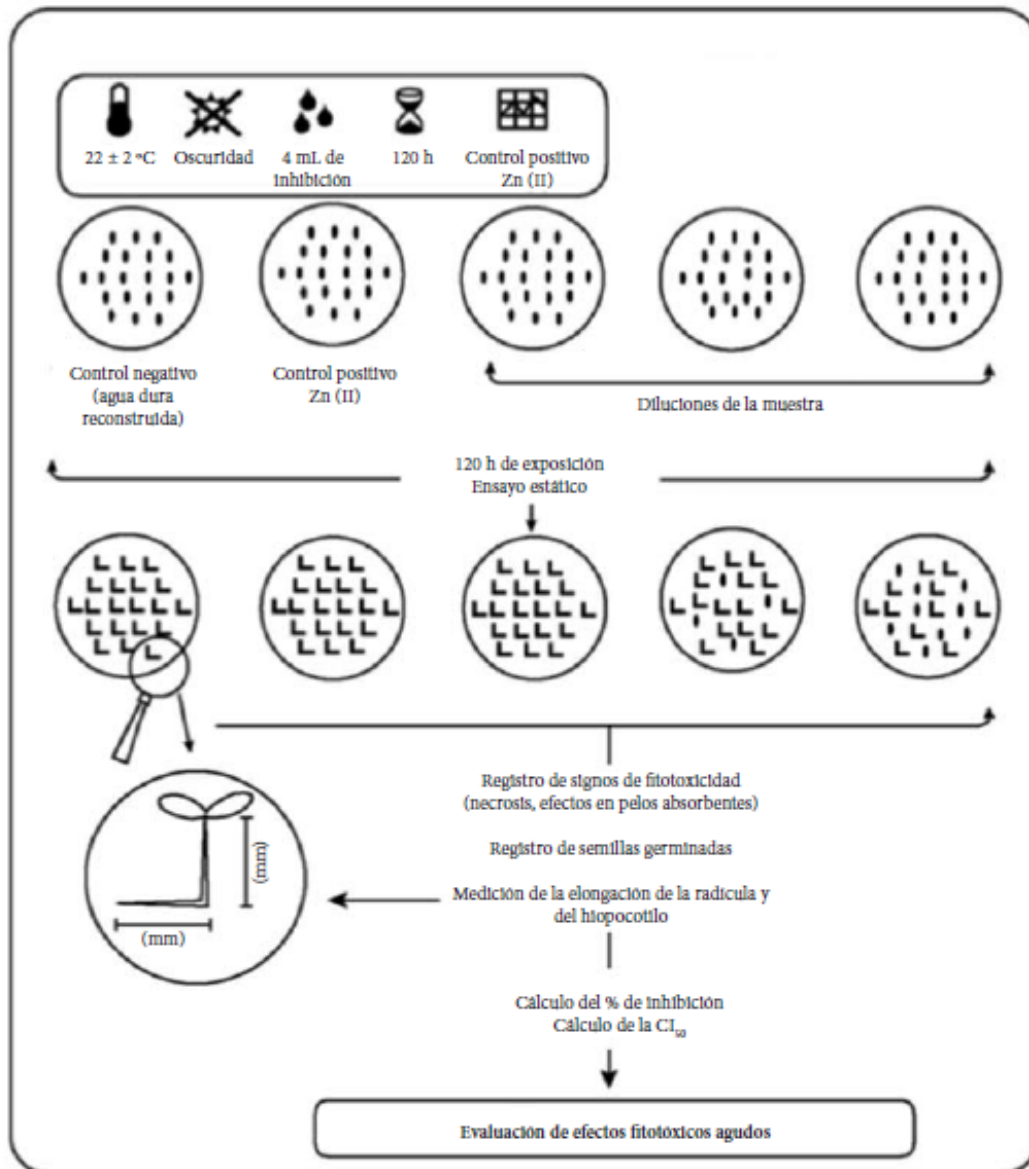 22 ± 2 ºC
Oscuridad
4 mL de
inhibición
120 h
Control positivo
Zn (II)
Control negativo
(agua dura
reconstruida)
Control positivo
Zn (II)
Diluciones de la muestra
120 h de exposición
Ensayo estático
Registro de signos de fitotoxicidad
(necrosis, efectos en pelos absorbentes)
Registro de semillas germinadas
Medición de la elongación de la radícula y
del hiopocotilo
(mm)
(mm)
Cálculo del % de inhibición
Cálculo de la CI₅₀
Evaluación de efectos fitotóxicos agudos